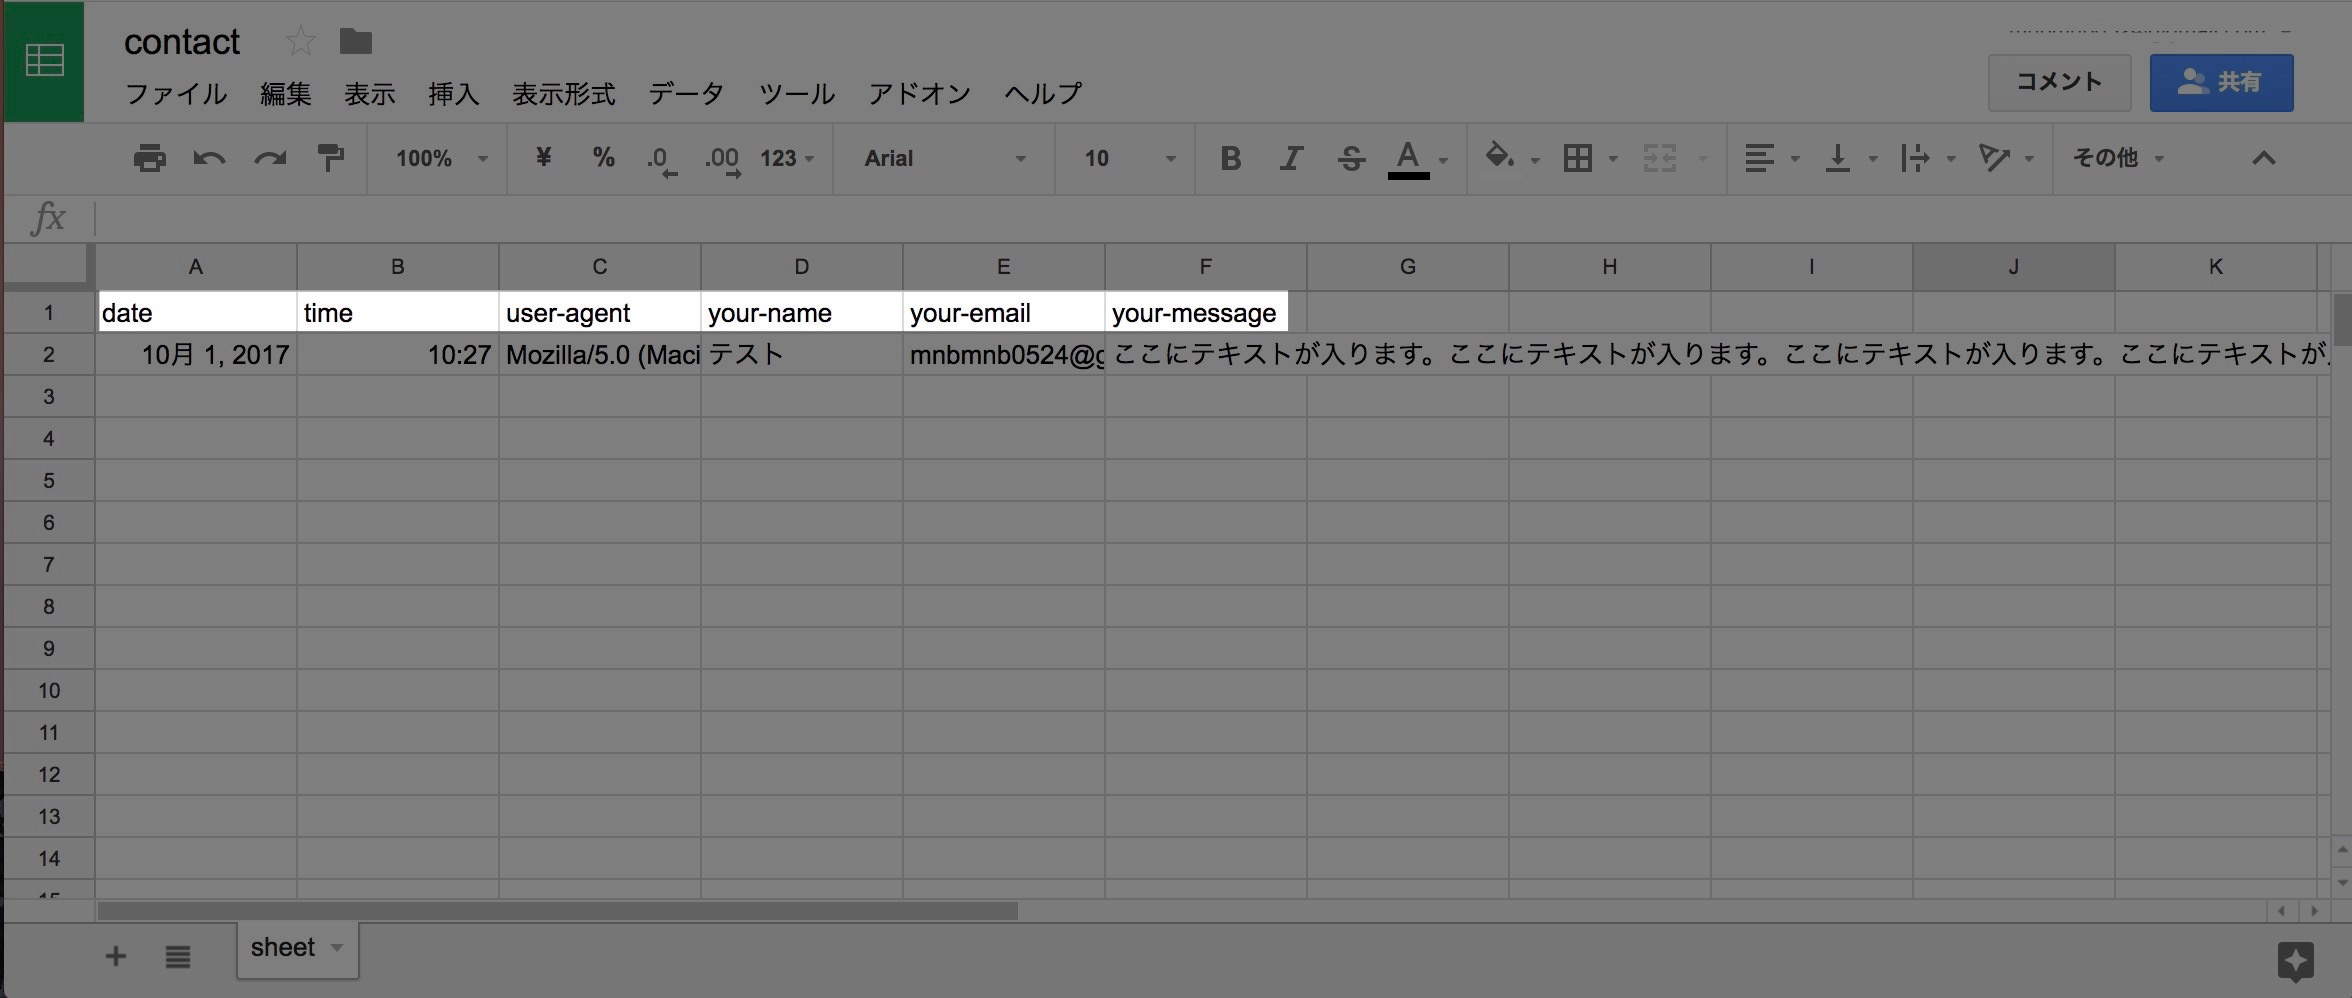 contact
コメント
共有
ファイル 編集 表示 挿入 表示形式 データ ツール アドオン ヘルプ
100% ¥ % .0 .00 123 Arial 10 B I S A その他
fx
A B C D E F G H I J K
1 date time user-agent your-name your-email your-message
2 10月 1, 2017 10:27 Mozilla/5.0 (Maci テスト mnbmnb0524@g ここにテキストが入ります。ここにテキストが入ります。ここにテキストが入ります。ここにテキストが
3
4
5
6
7
8
9
10
11
12
13
14
sheet